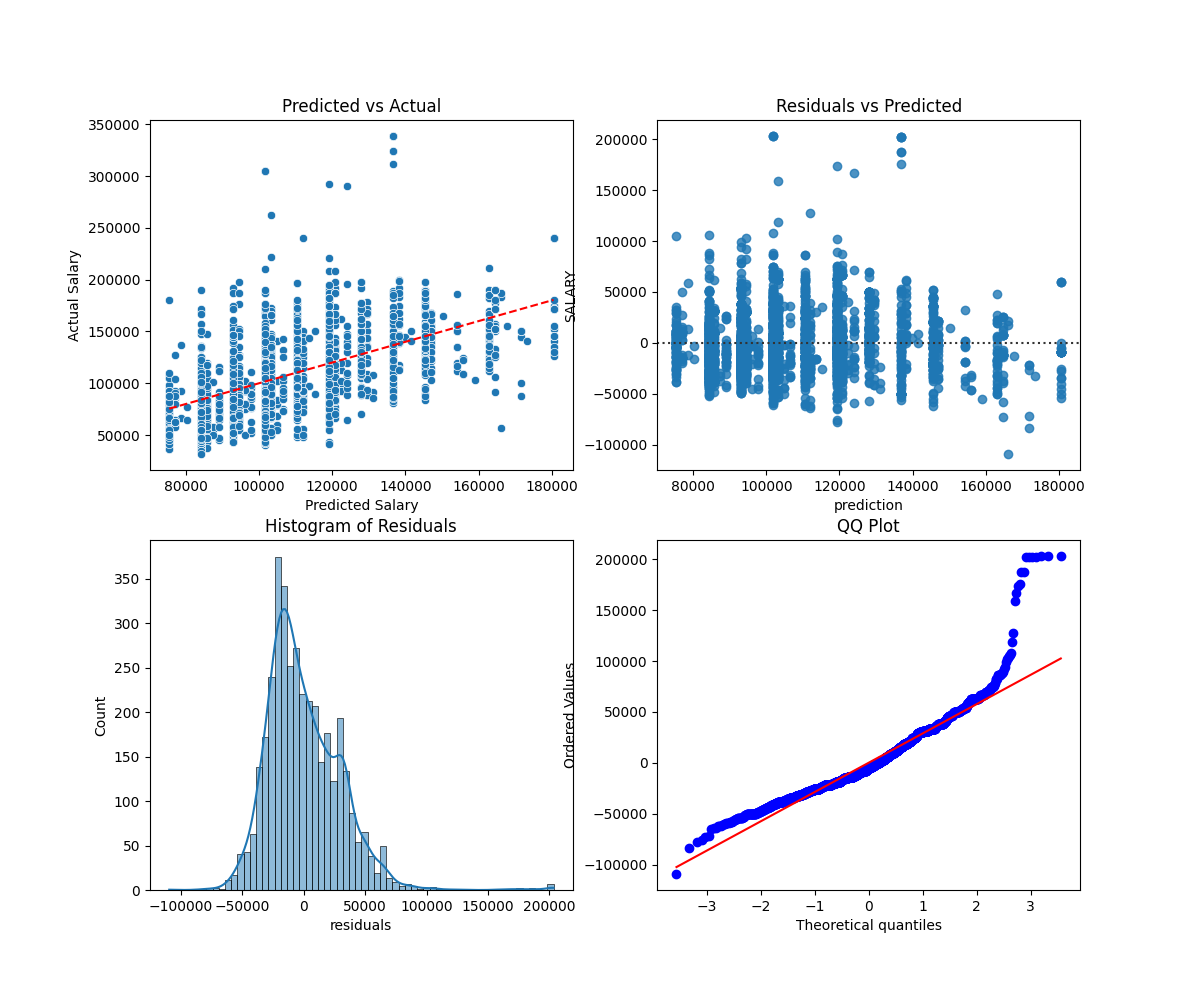 Predicted vs Actual
350000
300000
250000
200000
150000
100000
50000
Actual Salary
80000 100000 120000 140000 160000 180000
Predicted Salary
Residuals vs Predicted
200000
150000
100000
50000
0
−50000
−100000
SALARY
80000 100000 120000 140000 160000 180000
prediction
Histogram of Residuals
350
300
250
200
150
100
50
0
Count
−100000 −50000 0 50000 100000 150000 200000
residuals
QQ Plot
200000
150000
100000
50000
0
−50000
−100000
Ordered Values
−3 −2 −1 0 1 2 3
Theoretical quantiles